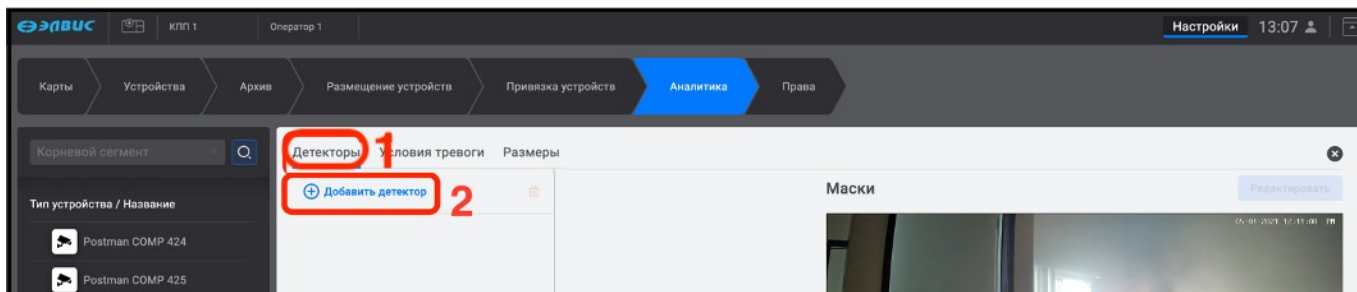 ЭЛВИС КПП 1 Оператор 1 Настройки 13:07
Карты Устройства Архив Размещение устройств Привязка устройств Аналитика Права
Корневой сегмент
Детекторы 1 Условия тревоги Размеры
Добавить детектор 2
Маски Редактировать
Тип устройства / Название
Postman COMP 424
Postman COMP 425